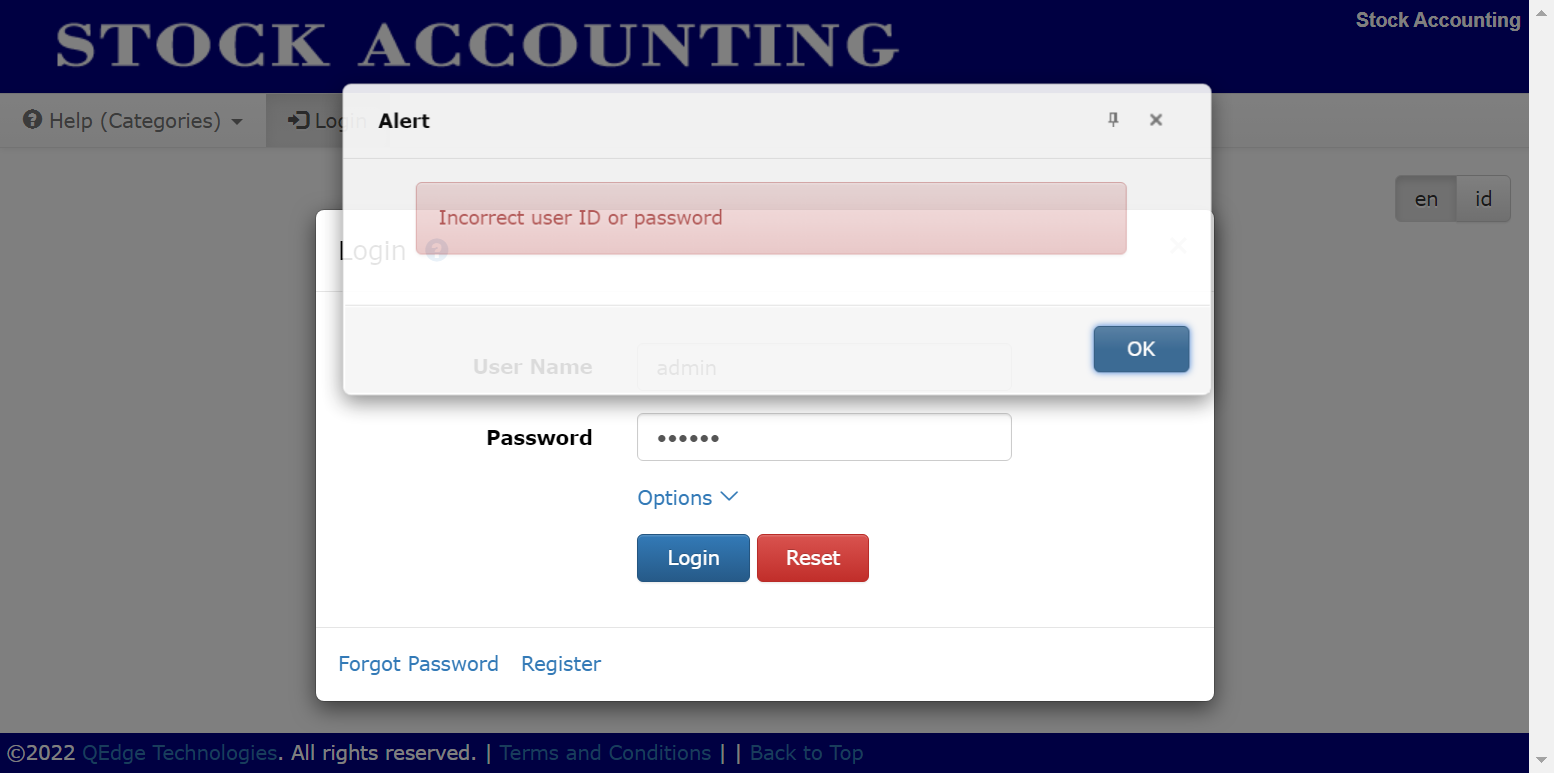 STOCK ACCOUNTING
Stock Accounting
Help (Categories)
Login
Alert
en
id
Incorrect user ID or password
Login
OK
User Name
admin
Password
••••••
Options
Login
Reset
Forgot Password
Register
©2022 QEdge Technologies. All rights reserved. | Terms and Conditions | | Back to Top